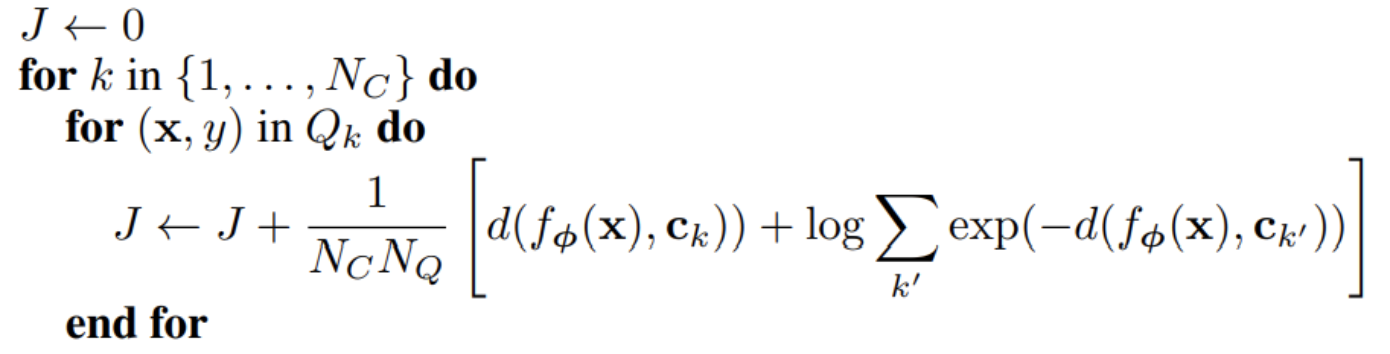 J ← 0
for k in {1, . . . , N_C} do
for (x, y) in Q_k do
J ← J + \frac{1}{N_C N_Q} [d(f_ϕ(x), c_k)) + log ∑_{k′} exp(−d(f_ϕ(x), c_{k′}))]
end for